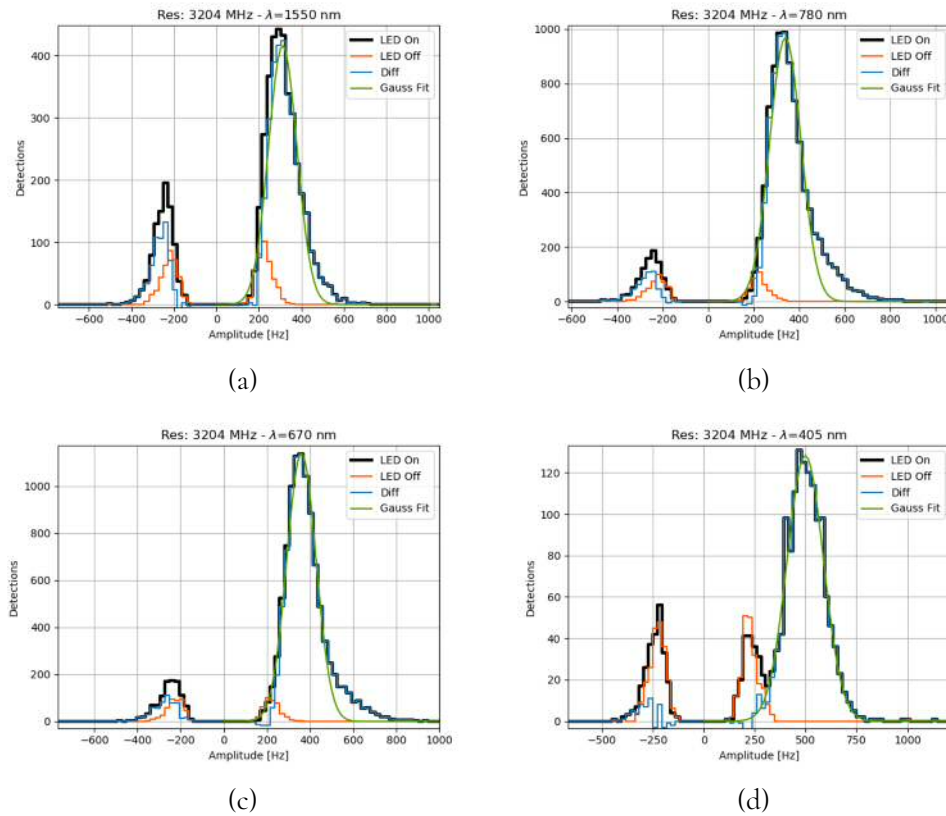 Res: 3204 MHz - λ=1550 nm
400
300
200
100
0
Detections
LED On
LED Off
Diff
Gauss Fit
−600 −400 −200 0 200 400 600 800 1000
Amplitude [Hz]
(a)
Res: 3204 MHz - λ=780 nm
1000
800
600
400
200
0
Detections
LED On
LED Off
Diff
Gauss Fit
−600 −400 −200 0 200 400 600 800 1000
Amplitude [Hz]
(b)
Res: 3204 MHz - λ=670 nm
1000
800
600
400
200
0
Detections
LED On
LED Off
Diff
Gauss Fit
−600 −400 −200 0 200 400 600 800 1000
Amplitude [Hz]
(c)
Res: 3204 MHz - λ=405 nm
120
100
80
60
40
20
0
Detections
LED On
LED Off
Diff
Gauss Fit
−500 −250 0 250 500 750 1000
Amplitude [Hz]
(d)